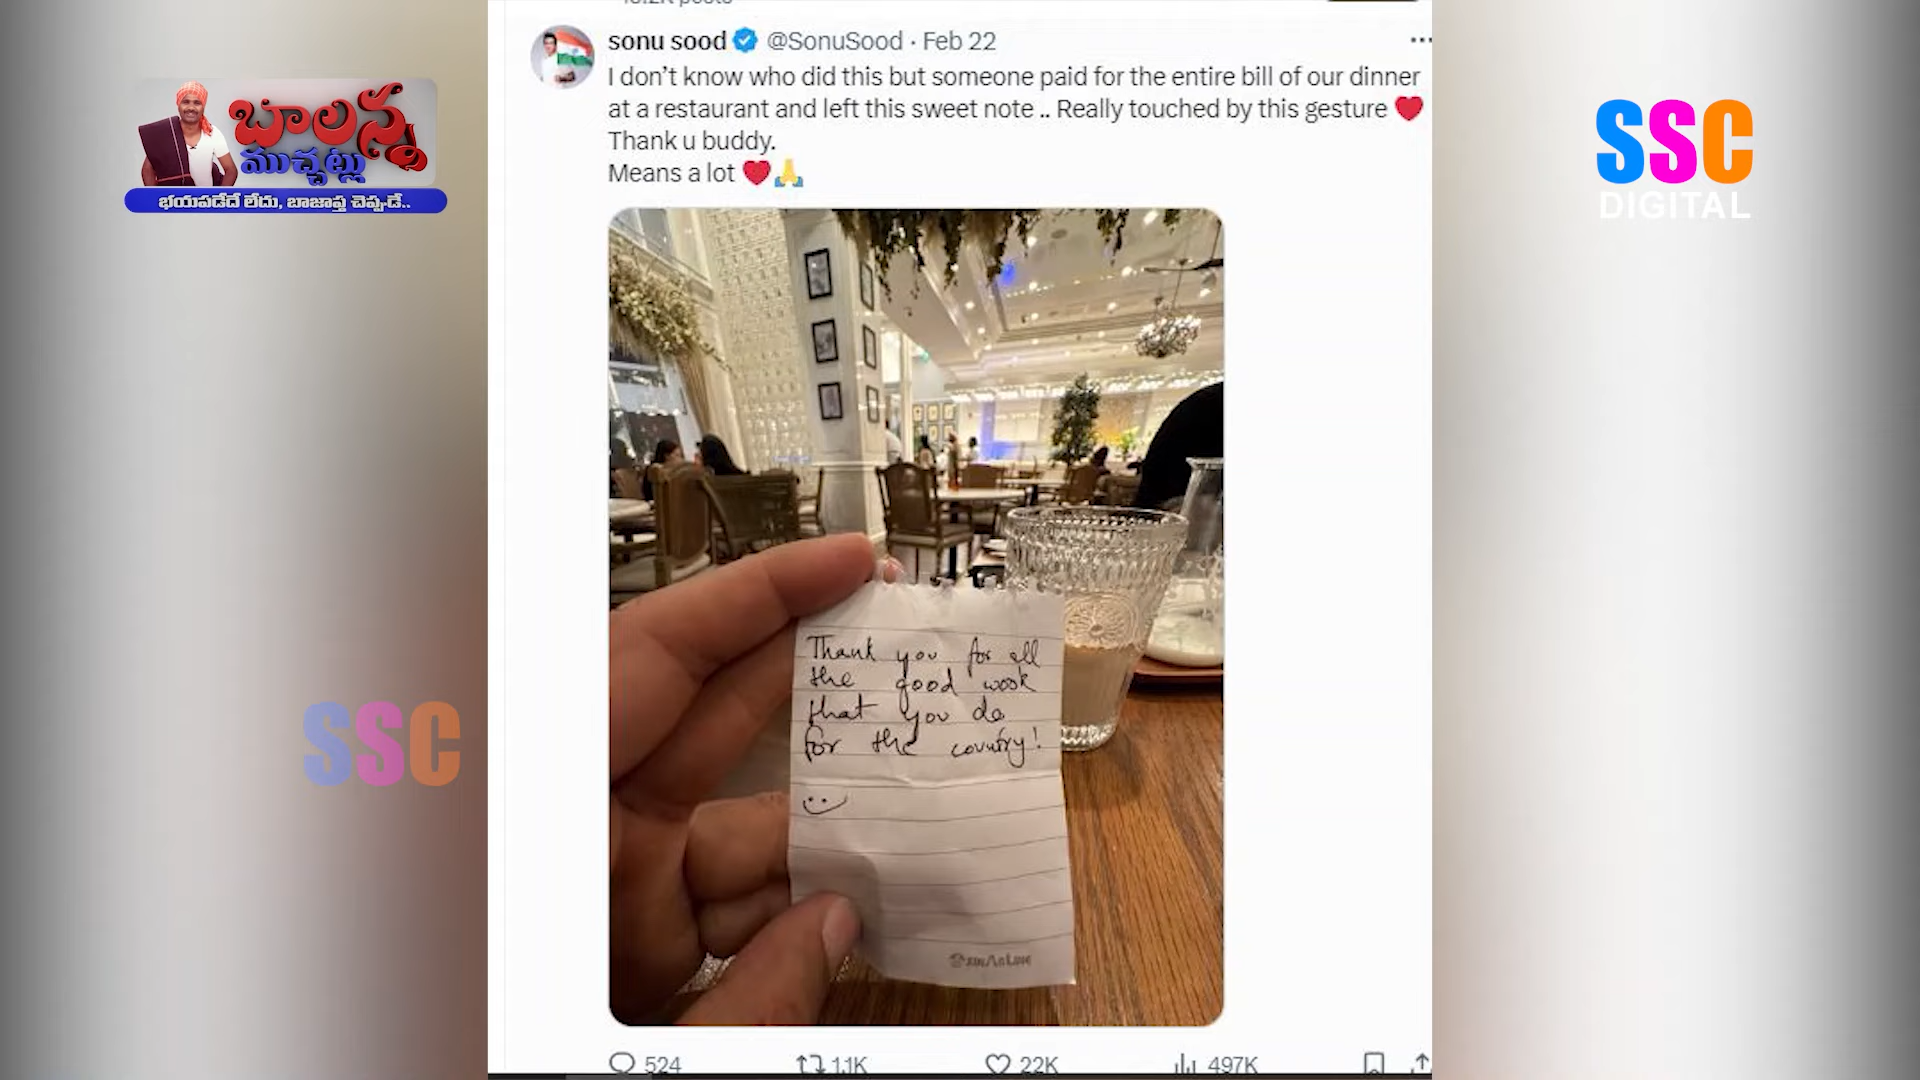 sonu sood @SonuSood · Feb 22
I don’t know who did this but someone paid for the entire bill of our dinner
at a restaurant and left this sweet note .. Really touched by this gesture ❤️
Thank u buddy.
Means a lot ❤️🙏
బాలన్న
ముచ్చట్లు
భయపడేదే లేదు, బాజాప్త చెప్పుడే..
SSC
DIGITAL
Thank you for all
the good work
that you do
for the country!
SSC
524 1.1K 22K 497K